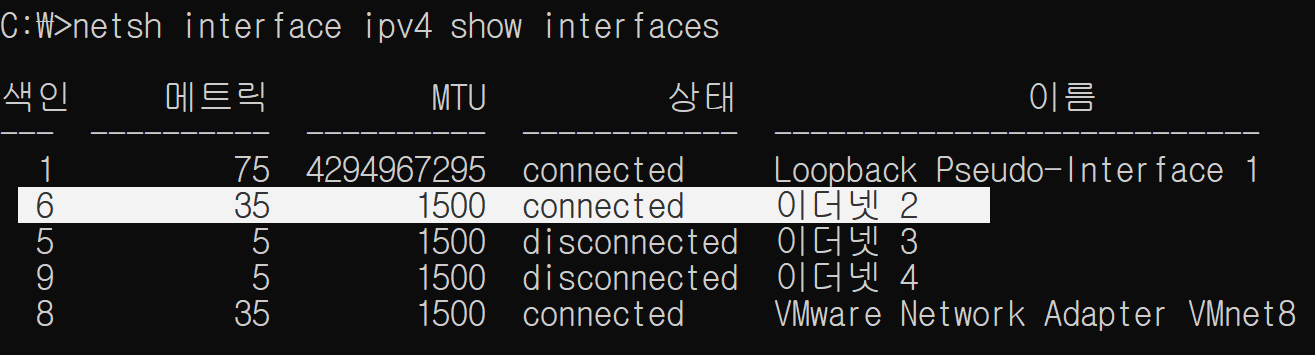 C:\>netsh interface ipv4 show interfaces
색인 메트릭 MTU 상태 이름
--- ---------- ---------- ------------ ---------------------------
1 75 4294967295 connected Loopback Pseudo-Interface 1
6 35 1500 connected 이더넷 2
5 5 1500 disconnected 이더넷 3
9 5 1500 disconnected 이더넷 4
8 35 1500 connected VMware Network Adapter VMnet8